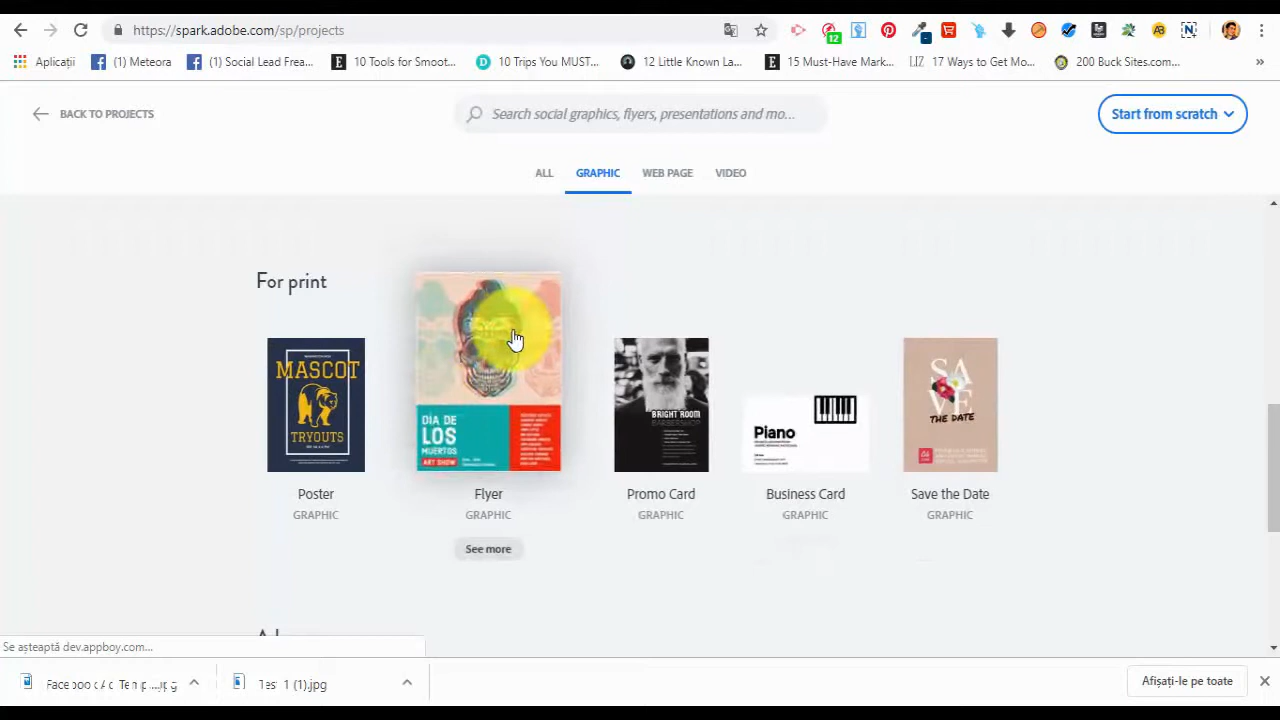 https://spark.adobe.com/sp/projects
12
Aplicații
(1) Meteora
(1) Social Lead Frea...
10 Tools for Smoot...
10 Trips You MUST...
12 Little Known La...
15 Must-Have Mark...
17 Ways to Get Mo...
200 Buck Sites.com...
»
BACK TO PROJECTS
Search social graphics, flyers, presentations and mo...
Start from scratch
ALL
GRAPHIC
WEB PAGE
VIDEO
For print
MASCOT
TRYOUTS
DÍA DE
LOS
MUERTOS
ART SHOW
BRIGHT ROOM
BARBERSHOP
Piano
SAVE
THE DATE
Poster
Flyer
Promo Card
Business Card
Save the Date
GRAPHIC
GRAPHIC
GRAPHIC
GRAPHIC
GRAPHIC
See more
Se așteaptă dev.appboy.com...
Test 1 (1).jpg
Afișați-le pe toate